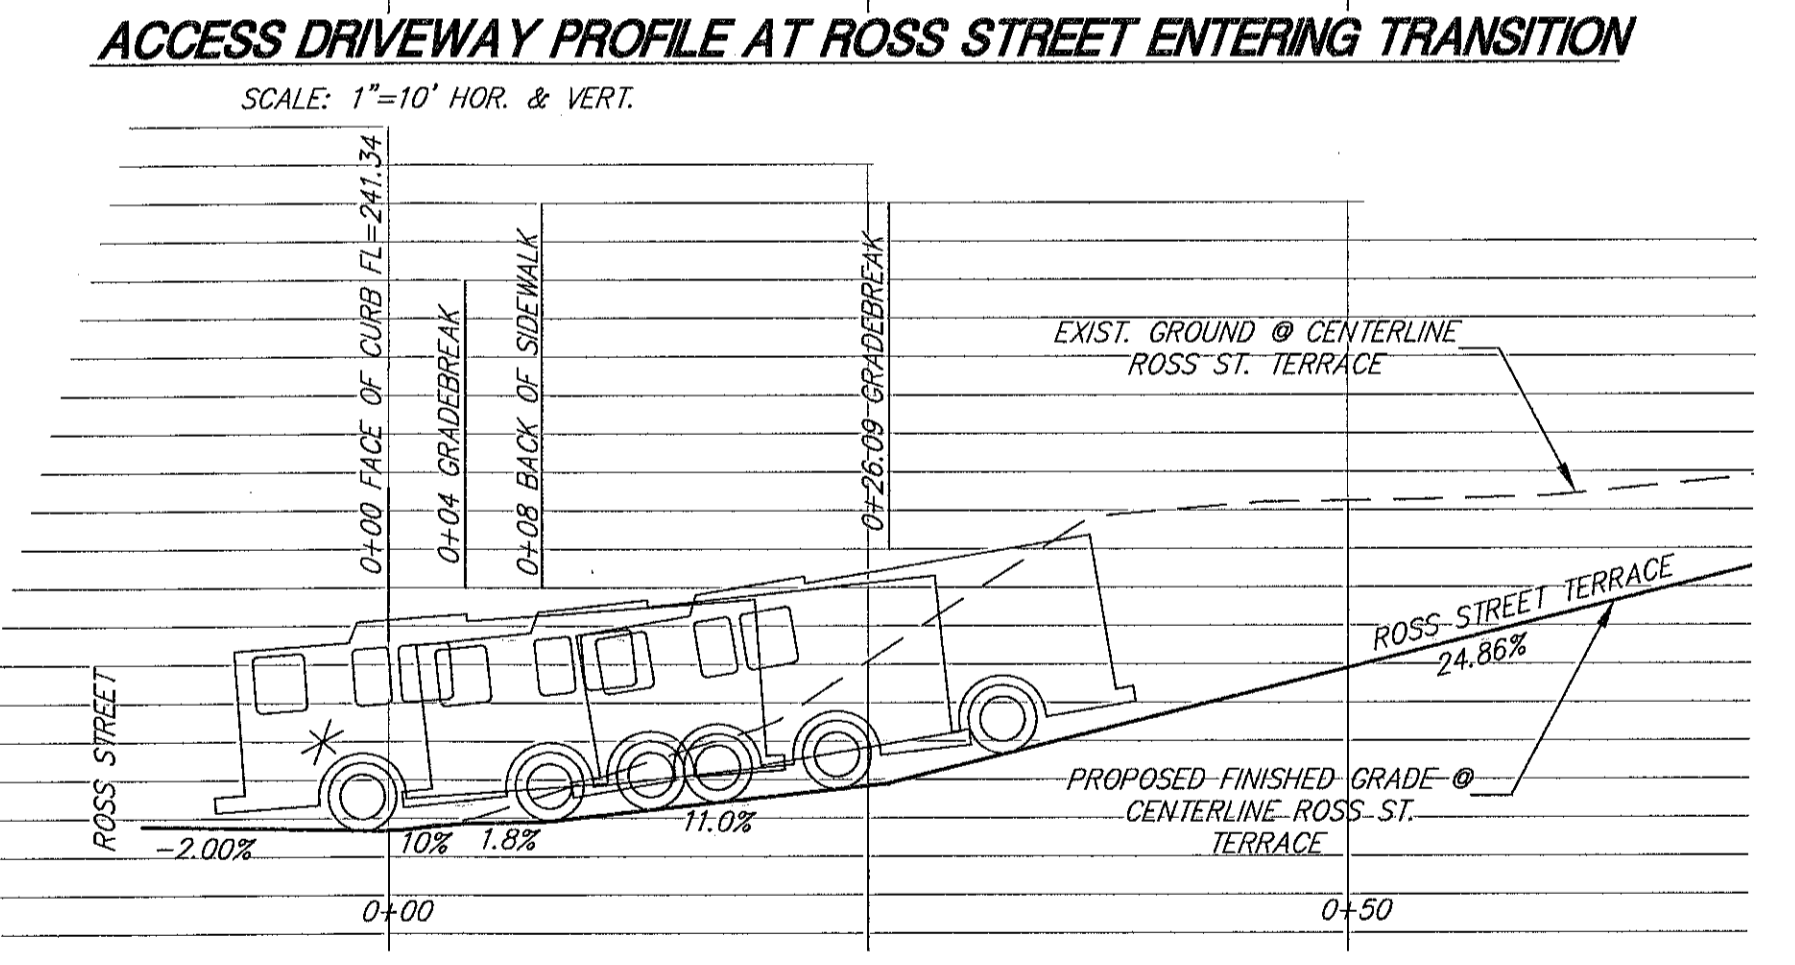 ACCESS DRIVEWAY PROFILE AT ROSS STREET ENTERING TRANSITION
SCALE: 1"=10' HOR. & VERT.
0+00 FACE OF CURB FL=241.34
0+04 GRADEBREAK
0+08 BACK OF SIDEWALK
0+26.09 GRADEBREAK
EXIST. GROUND @ CENTERLINE
ROSS ST. TERRACE
ROSS STREET TERRACE
24.86%
ROSS STREET
PROPOSED FINISHED GRADE @
CENTERLINE ROSS ST.
TERRACE
-2.00%
10%
1.8%
11.0%
0+00
0+50